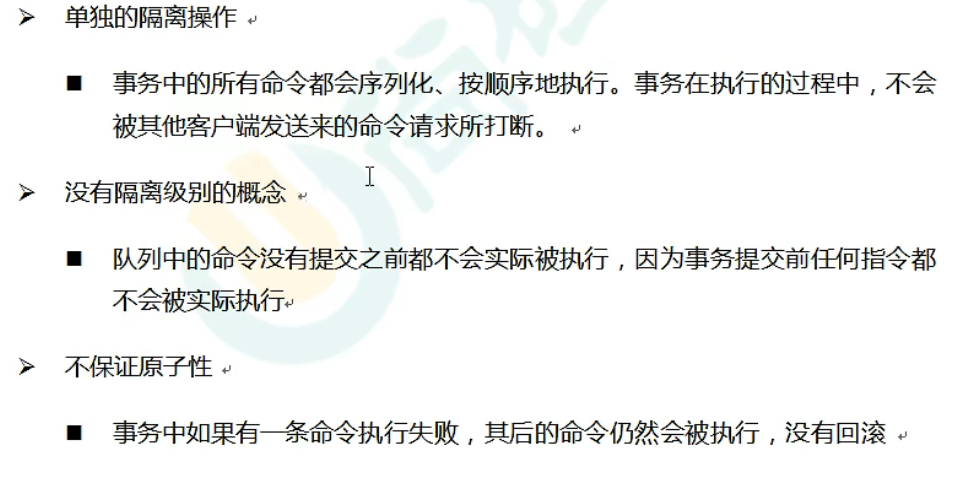 单独的隔离操作
事务中的所有命令都会序列化、按顺序地执行。事务在执行的过程中，不会
被其他客户端发送来的命令请求所打断。
没有隔离级别的概念
队列中的命令没有提交之前都不会实际被执行，因为事务提交前任何指令都
不会被实际执行
不保证原子性
事务中如果有一条命令执行失败，其后的命令仍然会被执行，没有回滚